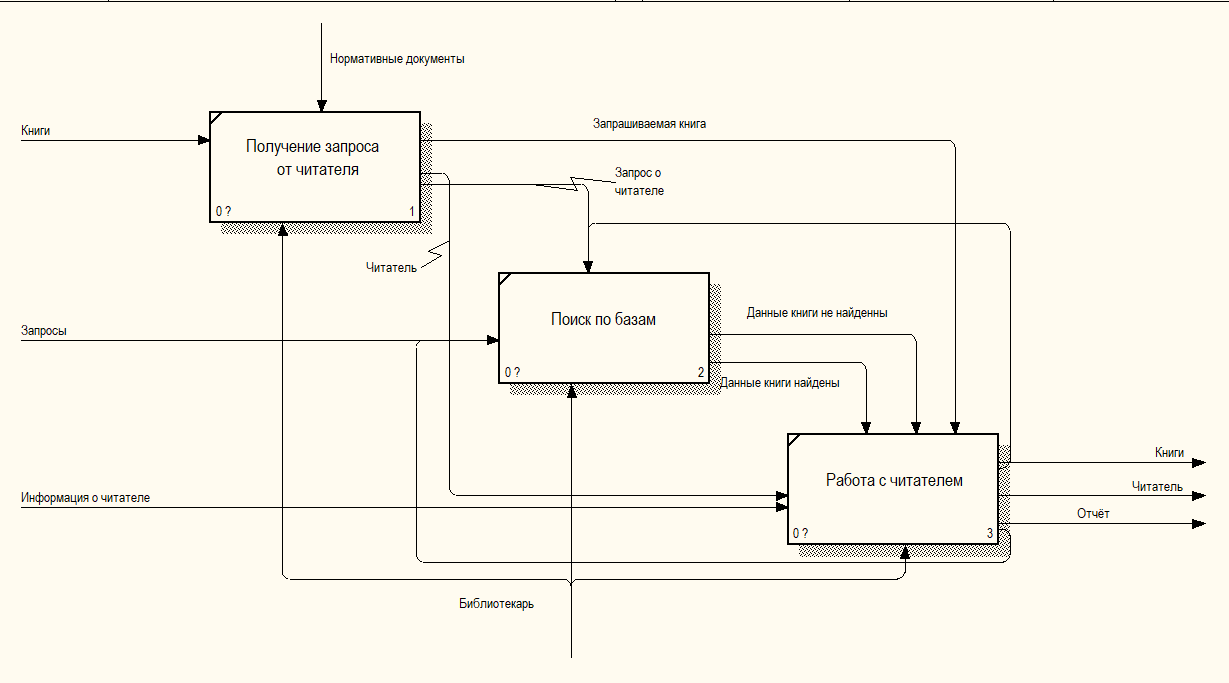 Нормативные документы
Книги
Запрашиваемая книга
Получение запроса
от читателя
0 ?
1
Запрос о
читателе
Читатель
Запросы
Поиск по базам
0 ?
2
Данные книги не найденны
Данные книги найдены
Информация о читателе
Работа с читателем
0 ?
3
Книги
Читатель
Отчёт
Библиотекарь